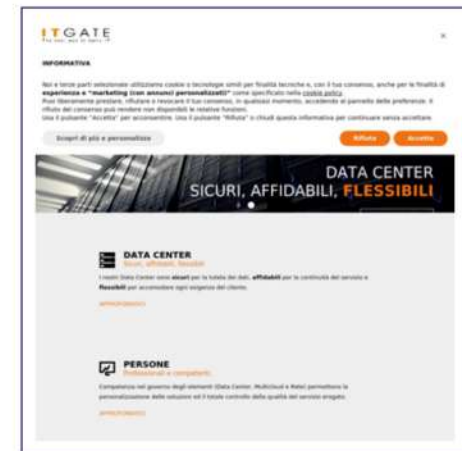 ITGATE
×
INFORMATIVA
Noi e terze parti selezionate utilizziamo cookie o tecnologie simili per finalità tecniche e, con il tuo consenso, anche per le finalità di
esperienza e "marketing (con annunci personalizzati)" come specificato nella cookie policy.
Puoi liberamente prestare, rifiutare o revocare il tuo consenso, in qualsiasi momento, accedendo al pannello delle preferenze. Il
rifiuto del consenso può rendere non disponibili le relative funzioni.
Usa il pulsante "Accetta" per acconsentire. Usa il pulsante "Rifiuta" o chiudi questa informativa per continuare senza accettare.
Scopri di più e personalizza
Rifiuta
Accetta
DATA CENTER
SICURI, AFFIDABILI, FLESSIBILI
DATA CENTER
Sicuri, affidabili, flessibili
I nostri Data Center sono sicuri per la tutela dei dati, affidabili per la continuità del servizio e
flessibili per accomodare ogni esigenza del cliente.
APPROFONDISCI
PERSONE
Professionali e competenti
Competenza nel governo degli elementi (Data Center, Multicloud e Rete) permettono la
personalizzazione delle soluzioni ed il totale controllo della qualità del servizio erogato.
APPROFONDISCI